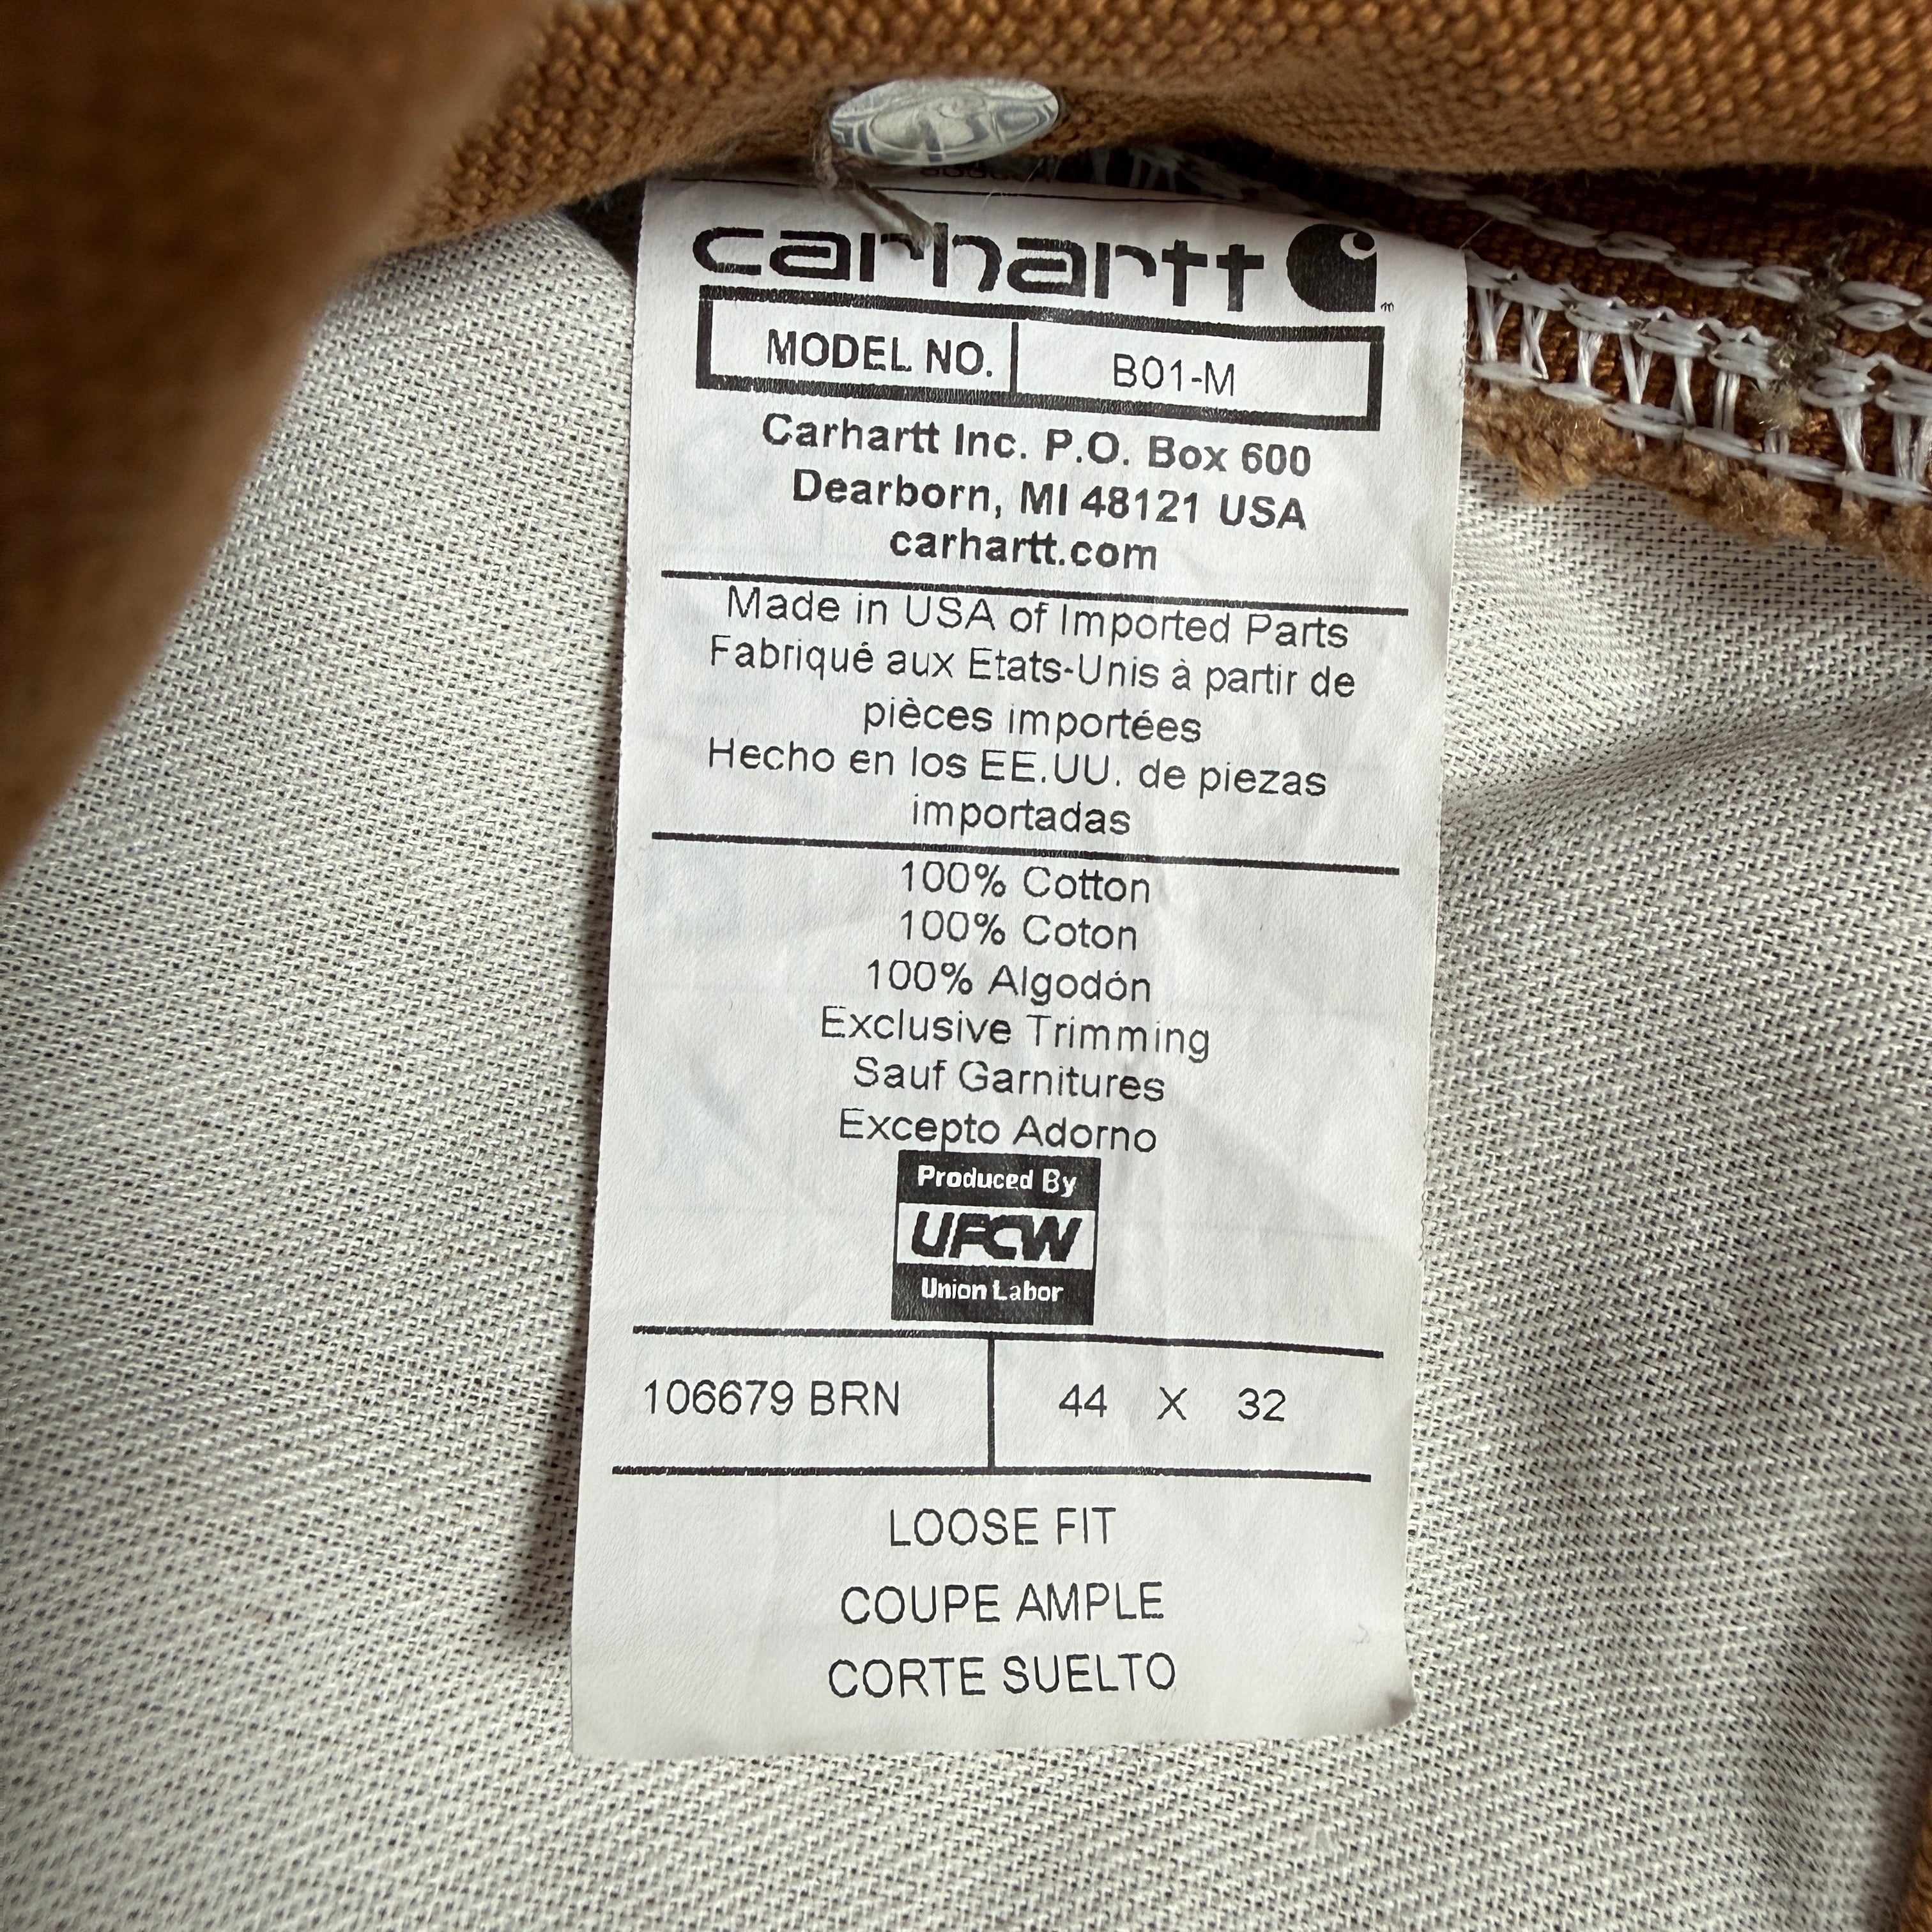 carhartt
MODEL NO. B01-M
Carhartt Inc. P.O. Box 600
Dearborn, MI 48121 USA
carhartt.com
Made in USA of Imported Parts
Fabriqué aux Etats-Unis à partir de
pièces importées
Hecho en los EE.UU. de piezas
importadas
100% Cotton
100% Coton
100% Algodón
Exclusive Trimming
Sauf Garnitures
Excepto Adorno
Produced By
UFCW
Union Labor
106679 BRN 44 X 32
LOOSE FIT
COUPE AMPLE
CORTE SUELTO